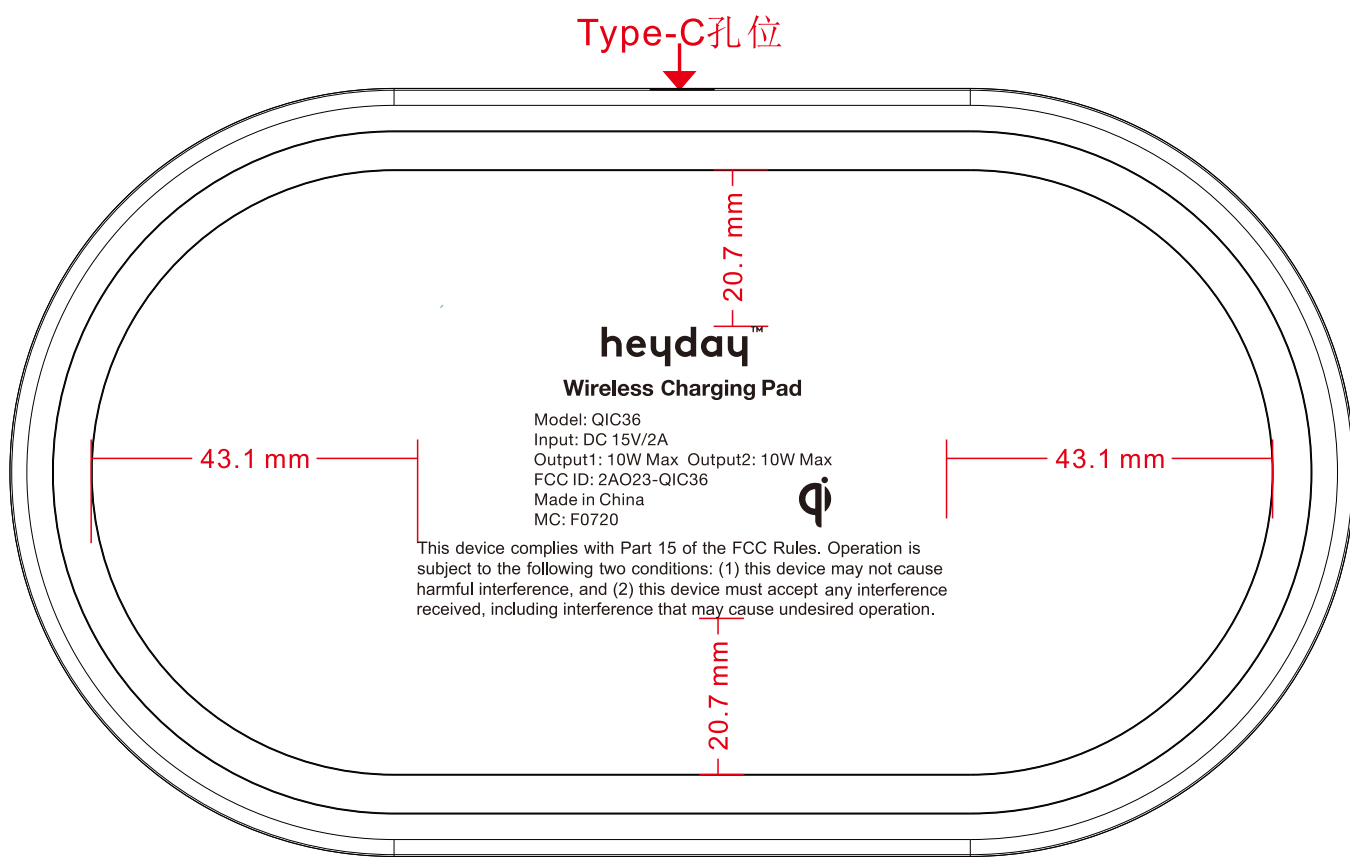 Type-C孔位
20.7 mm
heyday™
Wireless Charging Pad
Model: QIC36
Input: DC 15V/2A
Output1: 10W Max Output2: 10W Max
FCC ID: 2AO23-QIC36
Made in China
MC: F0720
qi
43.1 mm
43.1 mm
This device complies with Part 15 of the FCC Rules. Operation is
subject to the following two conditions: (1) this device may not cause
harmful interference, and (2) this device must accept any interference
received, including interference that may cause undesired operation.
20.7 mm